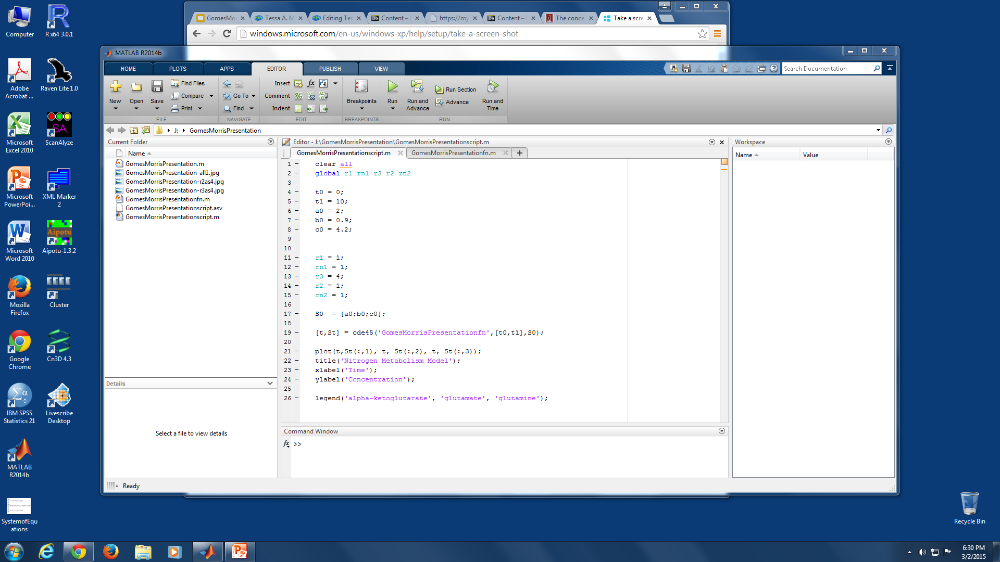 Computer
R x64 3.0.1
Adobe
Acrobat ...
Raven Lite 1.0
Microsoft
Excel 2010
ScanAlyze
Microsoft
PowerPoi...
XML Marker
2
Microsoft
Word 2010
Aipotu-1.3.2
Mozilla
Firefox
Cluster
Google
Chrome
Cn3D 4.3
IBM SPSS
Statistics 21
Livescribe
Desktop
MATLAB
R2014b
SystemofEqu
ations
Recycle Bin
GomesMo
Tessa A. M
Editing Tes
Content –
https://my
Content –
The conce
Take a scre
windows.microsoft.com/en-us/windows-xp/help/setup/take-a-screen-shot
MATLAB R2014b
HOME PLOTS APPS EDITOR PUBLISH VIEW
Search Documentation
New
Open
Save
Find Files
Compare
Print
Go To
Find
Insert
Comment
Indent
Breakpoints
Run
Run and
Advance
Run Section
Advance
Run and
Time
FILE NAVIGATE EDIT BREAKPOINTS RUN
J: GomesMorrisPresentation
Current Folder
Name
GomesMorrisPresentation.m
GomesMorrisPresentation-all1.jpg
GomesMorrisPresentation-r2as4.jpg
GomesMorrisPresentation-r3as4.jpg
GomesMorrisPresentationfn.m
GomesMorrisPresentationscript.asv
GomesMorrisPresentationscript.m
Details
Select a file to view details
Editor - J:\GomesMorrisPresentation\GomesMorrisPresentationscript.m
GomesMorrisPresentationscript.m GomesMorrisPresentationfn.m
1 – clear all
2 – global r1 rn1 r3 r2 rn2
3
4 – t0 = 0;
5 – t1 = 10;
6 – a0 = 2;
7 – b0 = 0.9;
8 – c0 = 4.2;
9
10
11 – r1 = 1;
12 – rn1 = 1;
13 – r3 = 4;
14 – r2 = 1;
15 – rn2 = 1;
16
17 – S0  = [a0;b0;c0];
18
19 – [t,St] = ode45('GomesMorrisPresentationfn',[t0,t1],S0);
20
21 – plot(t,St(:,1), t, St(:,2), t, St(:,3));
22 – title('Nitrogen Metabolism Model');
23 – xlabel('Time');
24 – ylabel('Concentration');
25
26 – legend('alpha-ketoglutarate', 'glutamate', 'glutamine');
Command Window
fx >>
Workspace
Name Value
Ready
6:30 PM
3/2/2015